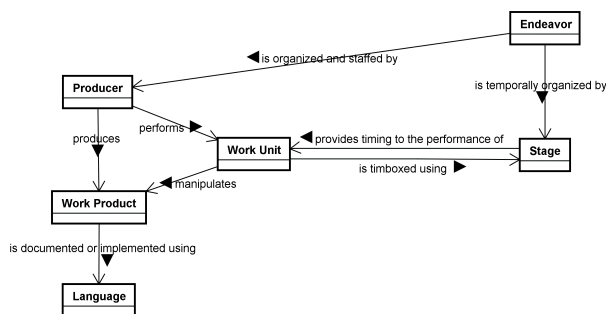 Endeavor
is organized and staffed by
Producer
is temporally organized by
produces
performs
provides timing to the performance of
Work Unit
Stage
is timboxed using
manipulates
Work Product
is documented or implemented using
Language